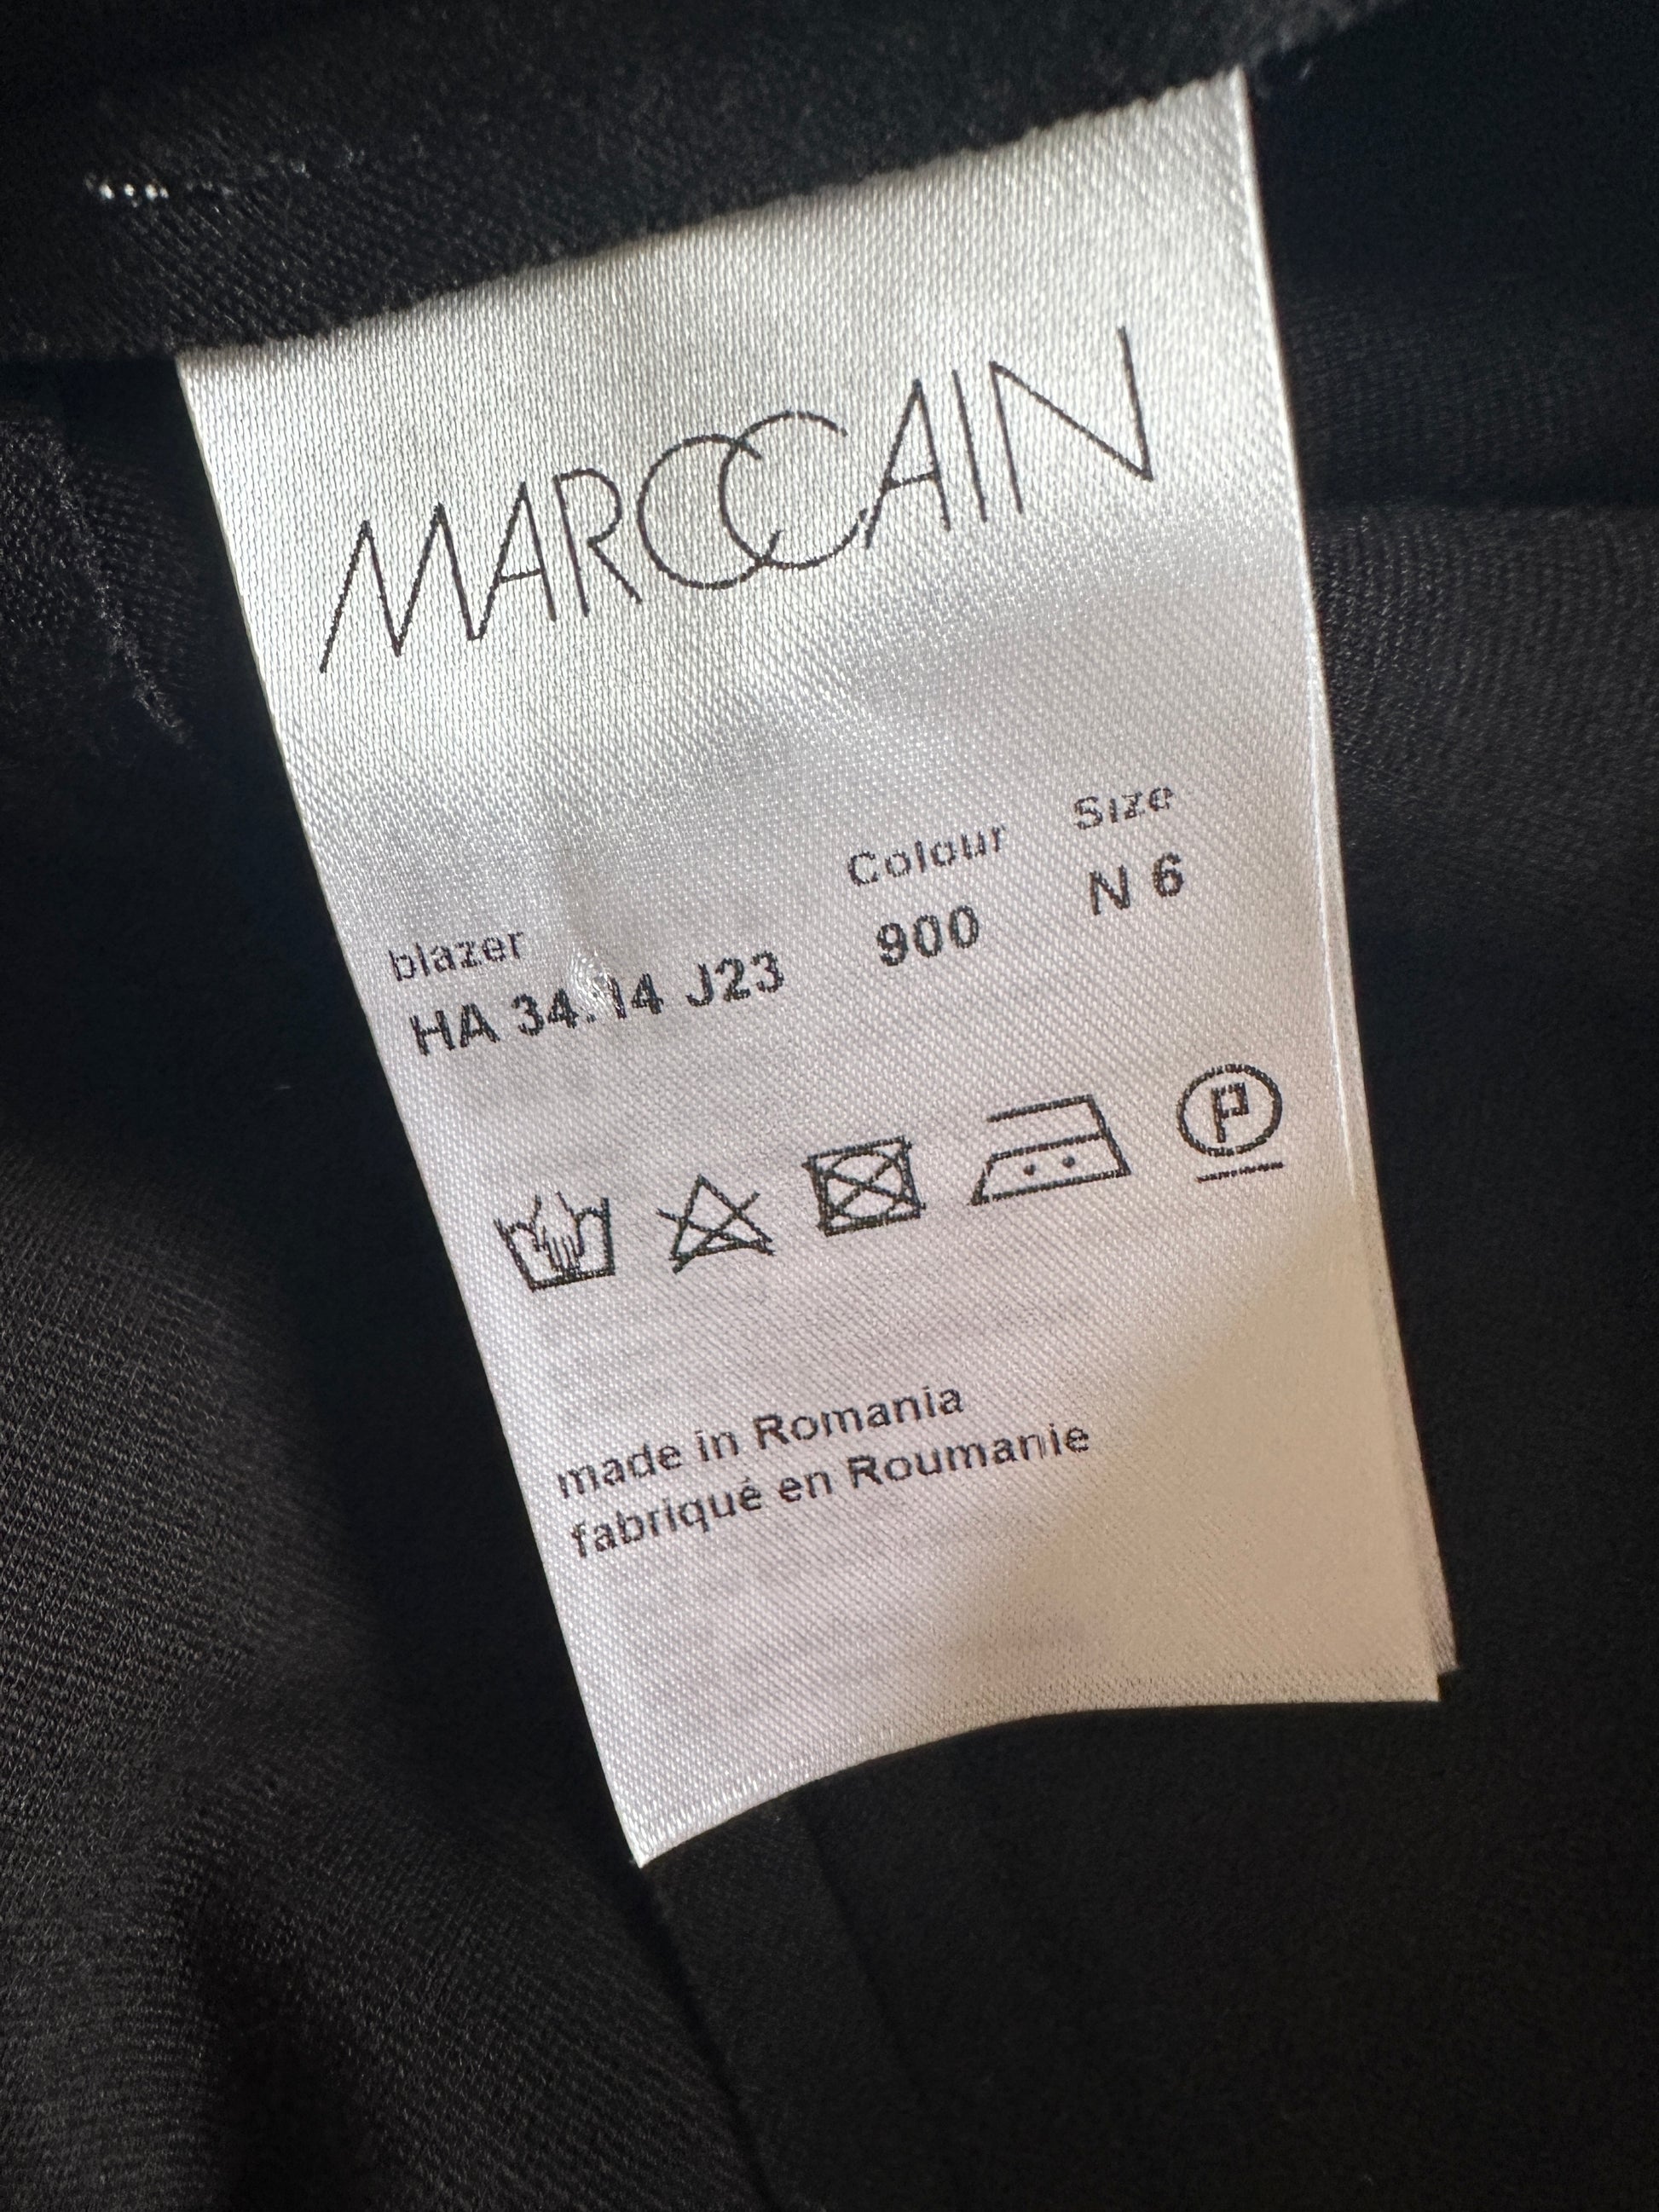 MARCCAIN
blazer Colour Size
HA 34.14 J23 900 N 6
P
made in Romania
fabriqué en Roumanie